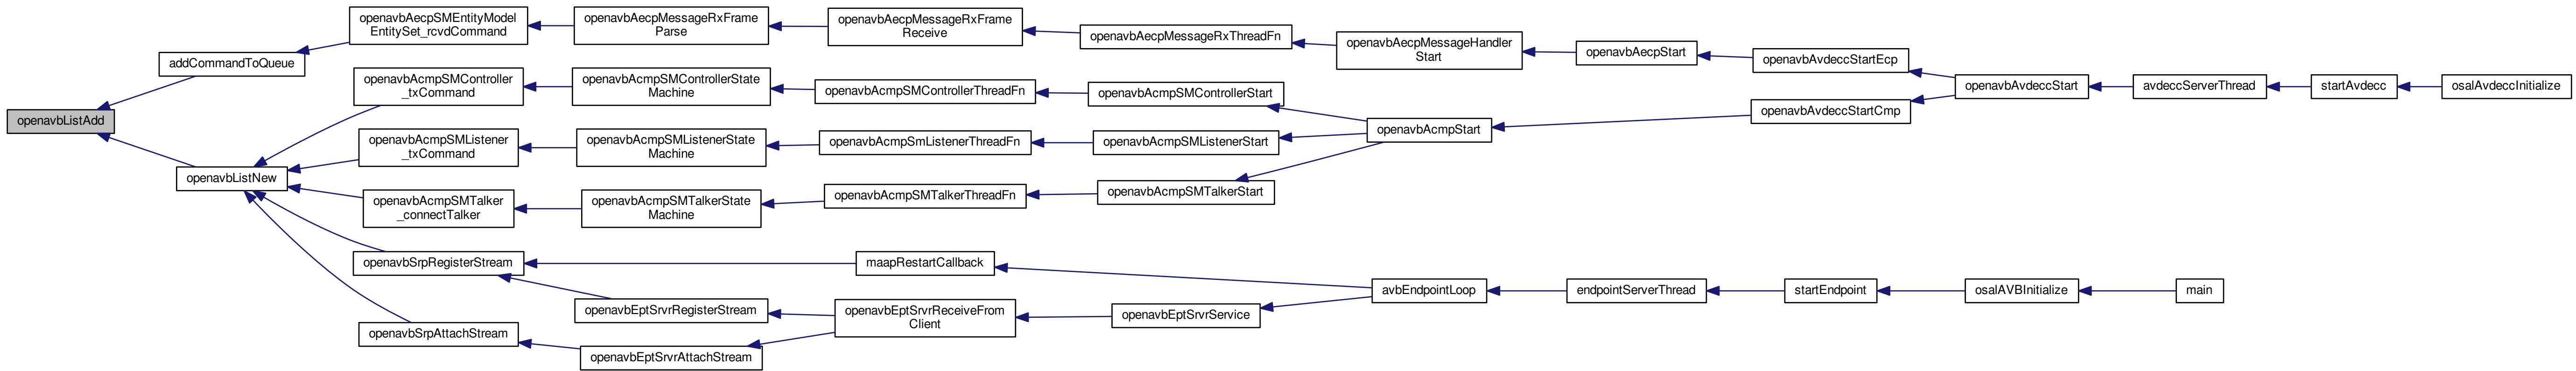 openavbListAdd
addCommandToQueue
openavbListNew
openavbAecpSMEntityModel
EntitySet_rcvdCommand
openavbAcmpSMController
_txCommand
openavbAcmpSMListener
_txCommand
openavbAcmpSMTalker
_connectTalker
openavbSrpRegisterStream
openavbSrpAttachStream
openavbAecpMessageRxFrame
Parse
openavbAcmpSMControllerState
Machine
openavbAcmpSMListenerState
Machine
openavbAcmpSMTalkerState
Machine
openavbEptSrvrRegisterStream
openavbEptSrvrAttachStream
openavbAecpMessageRxFrame
Receive
openavbAcmpSMControllerThreadFn
openavbAcmpSmListenerThreadFn
openavbAcmpSMTalkerThreadFn
maapRestartCallback
openavbEptSrvrReceiveFrom
Client
openavbAecpMessageRxThreadFn
openavbAcmpSMControllerStart
openavbAcmpSMListenerStart
openavbAcmpSMTalkerStart
openavbEptSrvrService
openavbAecpMessageHandler
Start
openavbAcmpStart
avbEndpointLoop
openavbAecpStart
endpointServerThread
openavbAvdeccStartEcp
openavbAvdeccStartCmp
startEndpoint
openavbAvdeccStart
osalAVBInitialize
avdeccServerThread
main
startAvdecc
osalAvdeccInitialize